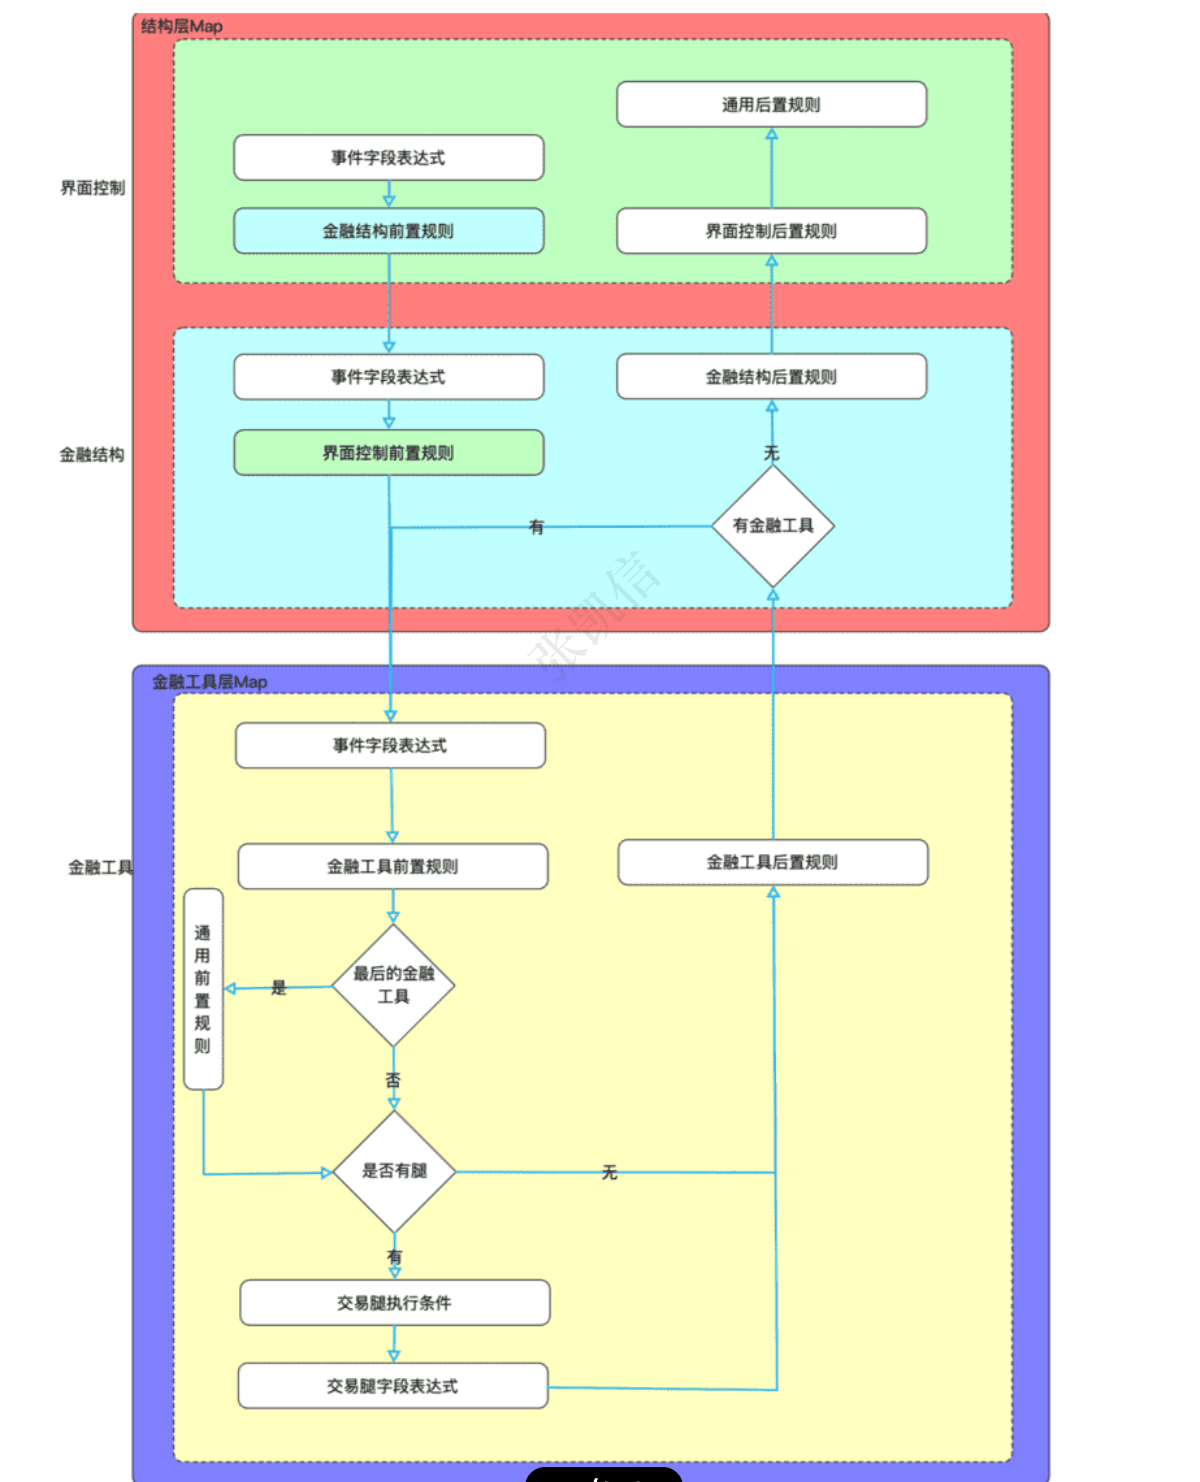 结构层Map
通用后置规则
事件字段表达式
界面控制
金融结构前置规则
界面控制后置规则
事件字段表达式
金融结构后置规则
界面控制前置规则
金融结构
无
有金融工具
有
张凯信
金融工具层Map
事件字段表达式
金融工具
金融工具前置规则
金融工具后置规则
通
用
前
置
规
则
最后的金融
工具
是
否
是否有腿
无
有
交易腿执行条件
交易腿字段表达式